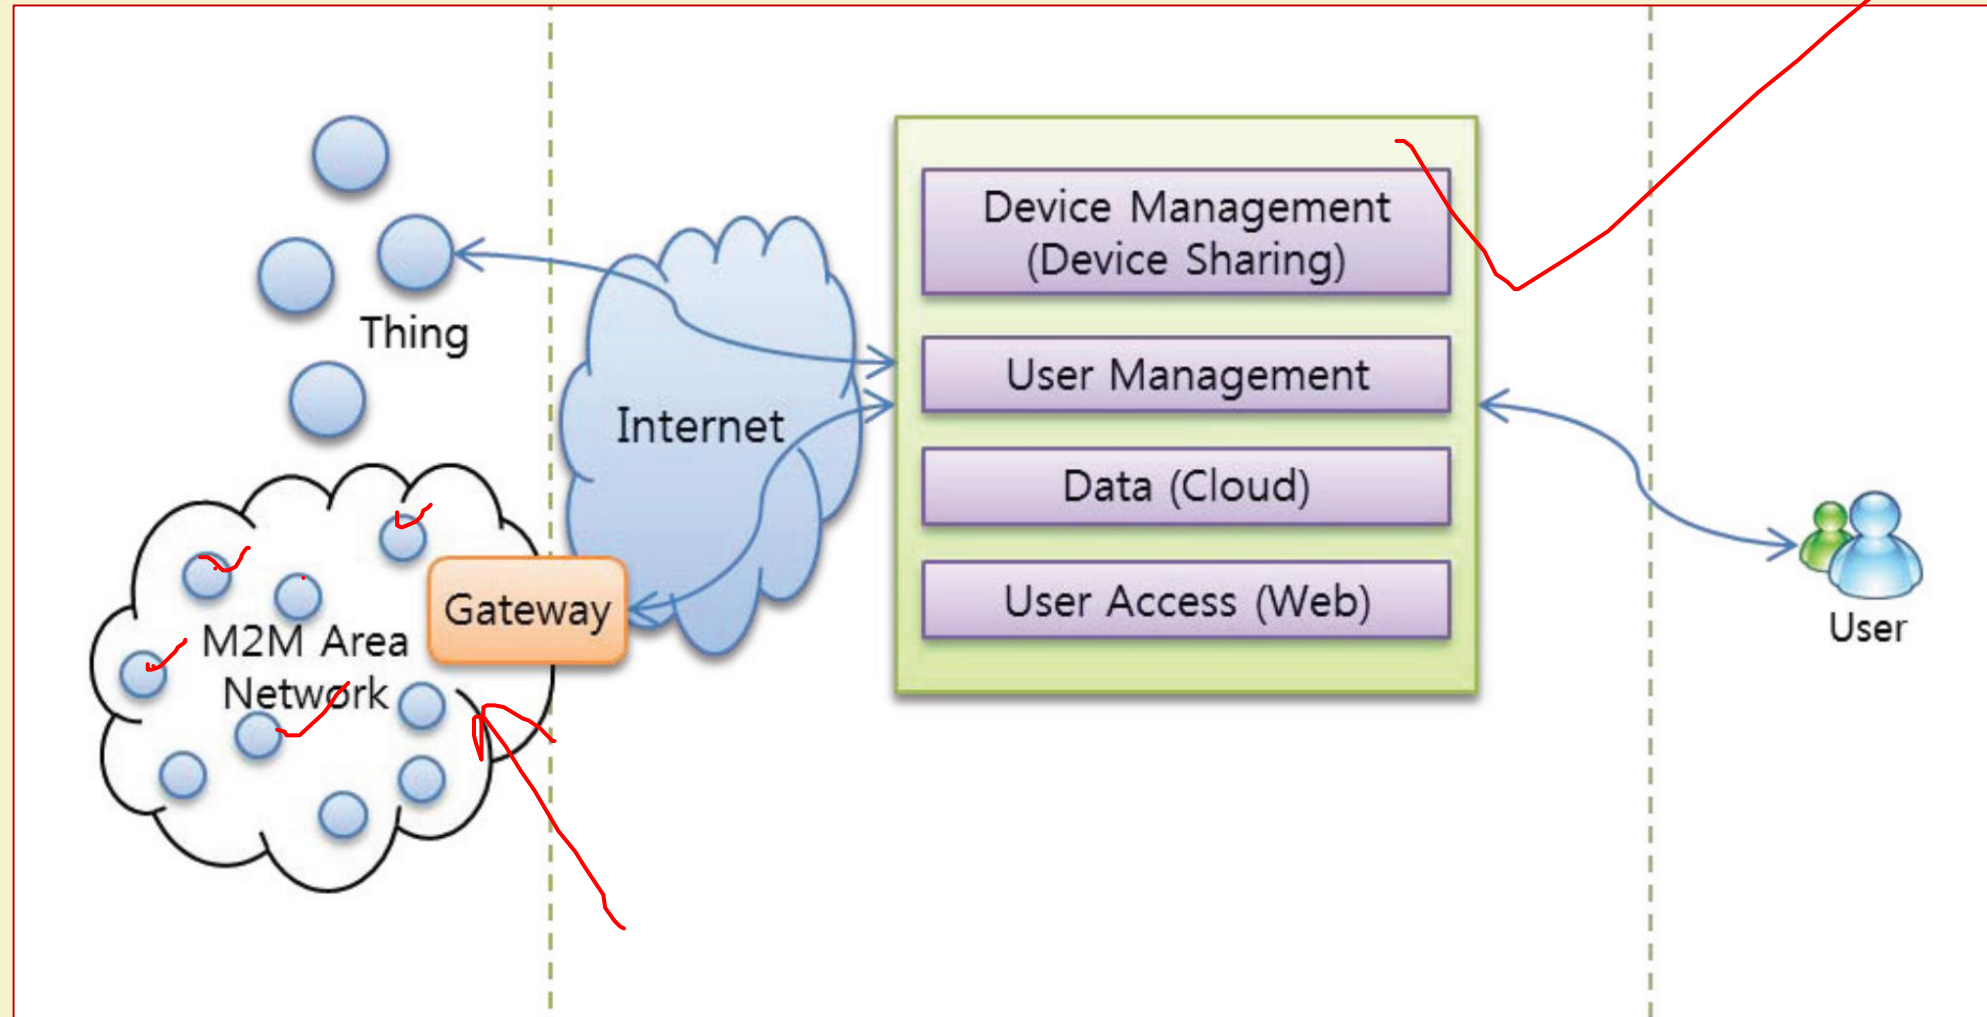 Thing
M2M Area
Network
Gateway
Internet
Device Management
(Device Sharing)
User Management
Data (Cloud)
User Access (Web)
User